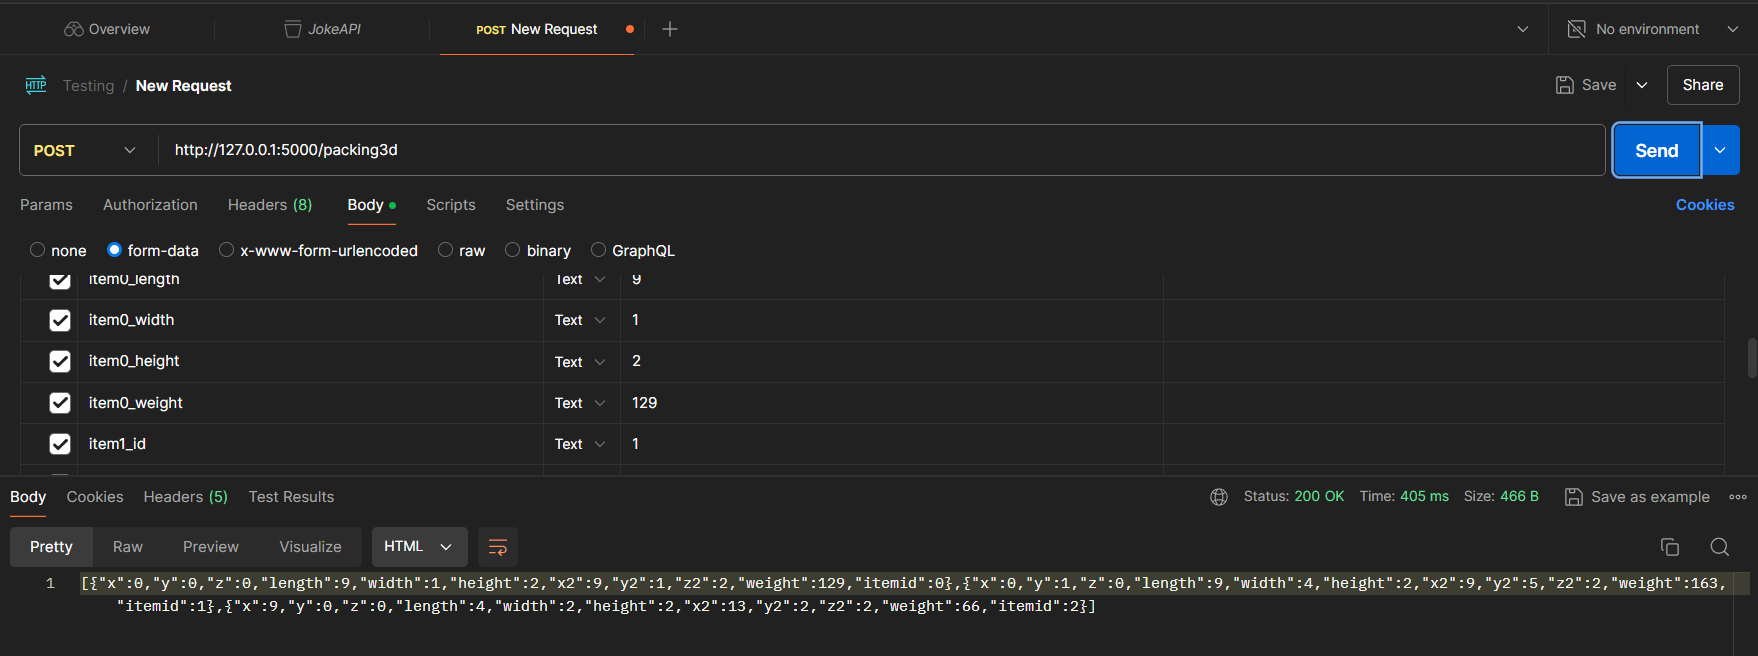 Overview JokeAPI POST New Request No environment
HTTP Testing / New Request Save Share
POST http://127.0.0.1:5000/packing3d Send
Params Authorization Headers (8) Body Scripts Settings Cookies
none form-data x-www-form-urlencoded raw binary GraphQL
item0_length Text 9
item0_width Text 1
item0_height Text 2
item0_weight Text 129
item1_id Text 1
Body Cookies Headers (5) Test Results Status: 200 OK Time: 405 ms Size: 466 B Save as example
Pretty Raw Preview Visualize HTML
1 [{"x":0,"y":0,"z":0,"length":9,"width":1,"height":2,"x2":9,"y2":1,"z2":2,"weight":129,"itemid":0},{"x":0,"y":1,"z":0,"length":9,"width":4,"height":2,"x2":9,"y2":5,"z2":2,"weight":163,
"itemid":1},{"x":9,"y":0,"z":0,"length":4,"width":2,"height":2,"x2":13,"y2":2,"z2":2,"weight":66,"itemid":2}]